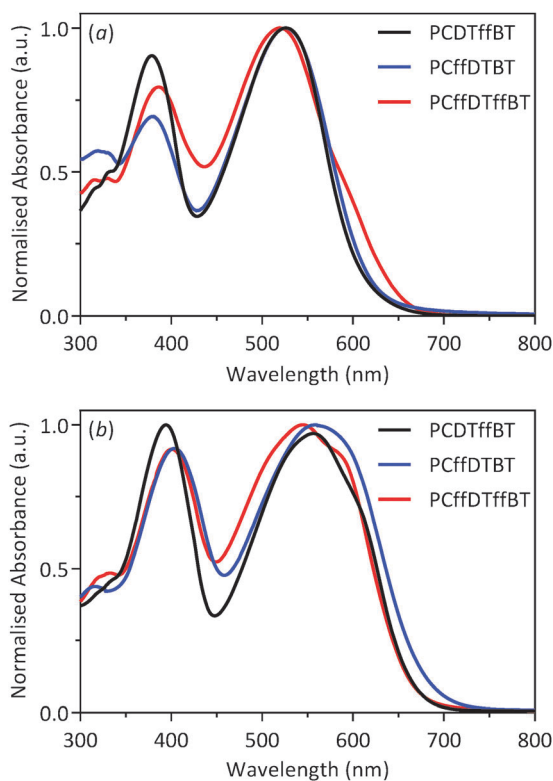 (a)
PCDTffBT
PCffDTBT
PCffDTffBT
Normalised Absorbance (a.u.)
1.0
0.5
0.0
300 400 500 600 700 800
Wavelength (nm)
(b)
PCDTffBT
PCffDTBT
PCffDTffBT
Normalised Absorbance (a.u.)
1.0
0.5
0.0
300 400 500 600 700 800
Wavelength (nm)